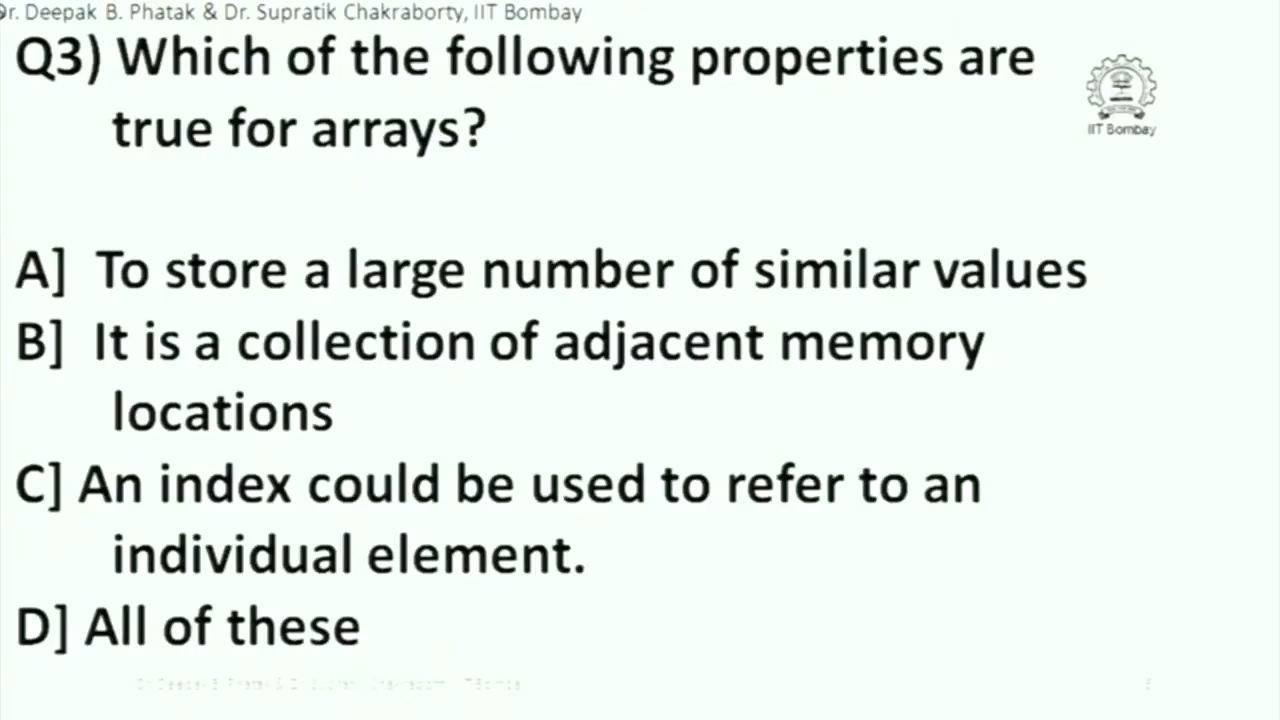 Dr. Deepak B. Phatak & Dr. Supratik Chakraborty, IIT Bombay
Q3) Which of the following properties are
true for arrays?
IIT Bombay
A] To store a large number of similar values
B] It is a collection of adjacent memory
locations
C] An index could be used to refer to an
individual element.
D] All of these